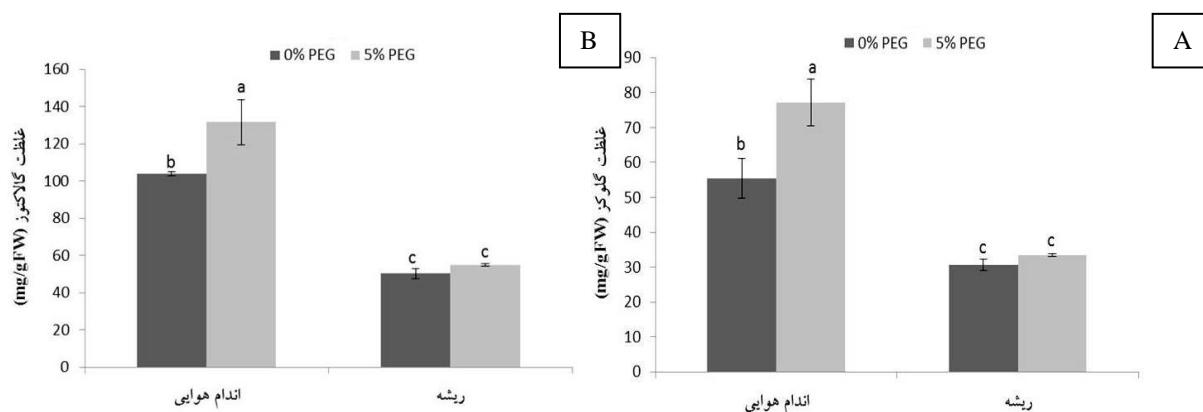 B
0% PEG 5% PEG
غلظت گالاکتوز (mg/gFW)
160
140
120
100
80
60
40
20
0
b
a
c
c
اندام هوایی
ریشه
A
0% PEG 5% PEG
غلظت گلوکز (mg/gFW)
90
80
70
60
50
40
30
20
10
0
b
a
c
c
اندام هوایی
ریشه